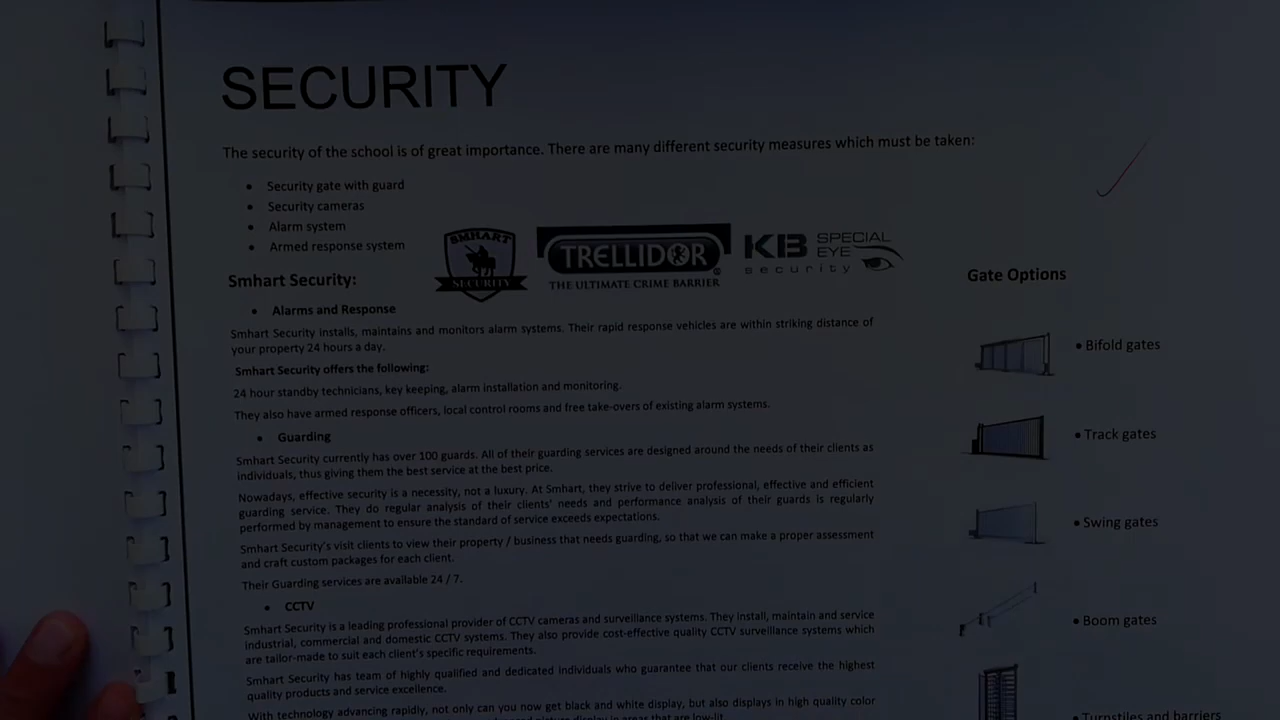 SECURITY
The security of the school is of great importance. There are many different security measures which must be taken:
• Security gate with guard
• Security cameras
• Alarm system
• Armed response system
SMHART
SECURITY
TRELLIDOR
®
THE ULTIMATE CRIME BARRIER
KB SPECIAL
EYE
security
Smhart Security:
• Alarms and Response
Smhart Security installs, maintains and monitors alarm systems. Their rapid response vehicles are within striking distance of
your property 24 hours a day.
Smhart Security offers the following:
24 hour standby technicians, key keeping, alarm installation and monitoring.
They also have armed response officers, local control rooms and free take-overs of existing alarm systems.
• Guarding
Smhart Security currently has over 100 guards. All of their guarding services are designed around the needs of their clients as
individuals, thus giving them the best service at the best price.
Nowadays, effective security is a necessity, not a luxury. At Smhart, they strive to deliver professional, effective and efficient
guarding service. They do regular analysis of their clients' needs and performance analysis of their guards is regularly
performed by management to ensure the standard of service exceeds expectations.
Smhart Security's visit clients to view their property / business that needs guarding, so that we can make a proper assessment
and craft custom packages for each client.
Their Guarding services are available 24 / 7.
• CCTV
Smhart Security is a leading professional provider of CCTV cameras and surveillance systems. They install, maintain and service
industrial, commercial and domestic CCTV systems. They also provide cost-effective quality CCTV surveillance systems which
are tailor-made to suit each client's specific requirements.
Smhart Security has team of highly qualified and dedicated individuals who guarantee that our clients receive the highest
quality products and service excellence.
With technology advancing rapidly, not only can you now get black and white display, but also displays in high quality color
picture display in areas that are low-lit.
Gate Options
• Bifold gates
• Track gates
• Swing gates
• Boom gates
• Turnstiles and barriers